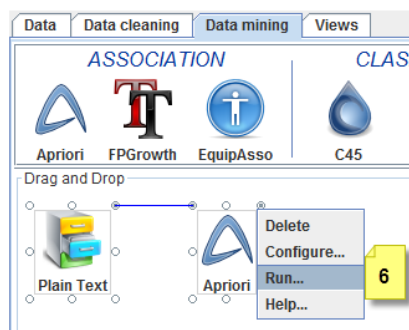 Data Data cleaning Data mining Views
ASSOCIATION CLAS
Apriori FPGrowth EquipAsso C45
Drag and Drop
Plain Text Apriori
Delete
Configure...
Run...
Help...
6